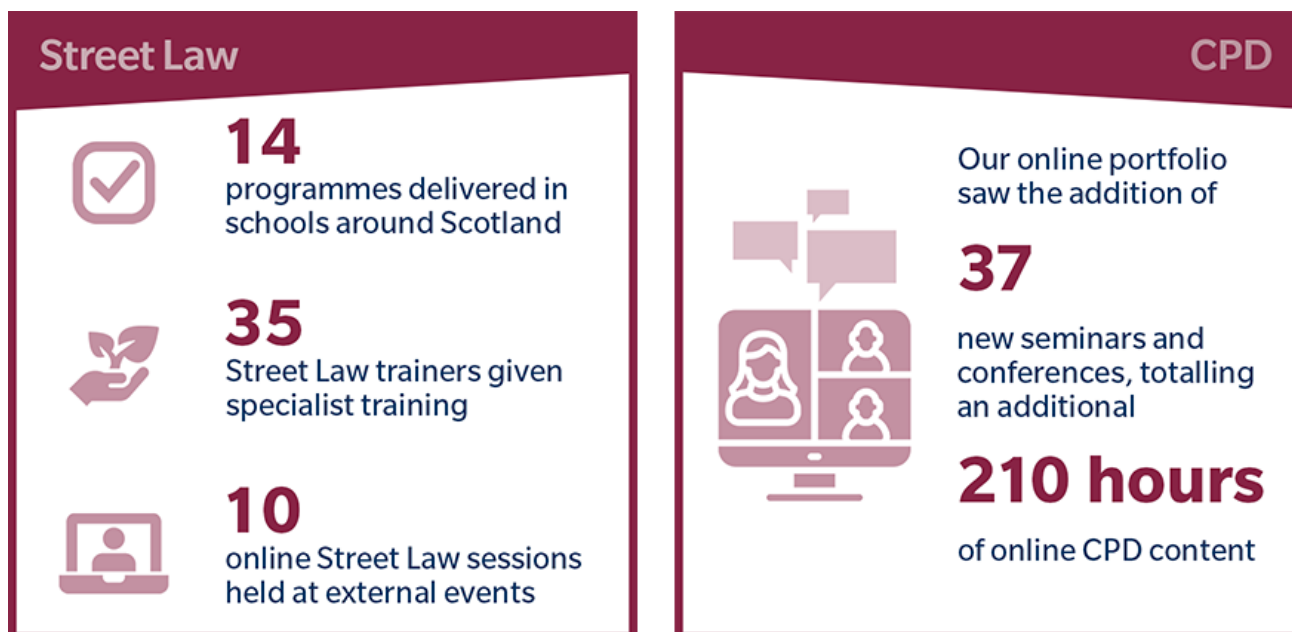 Street Law
14
programmes delivered in
schools around Scotland
35
Street Law trainers given
specialist training
10
online Street Law sessions
held at external events
CPD
Our online portfolio
saw the addition of
37
new seminars and
conferences, totalling
an additional
210 hours
of online CPD content